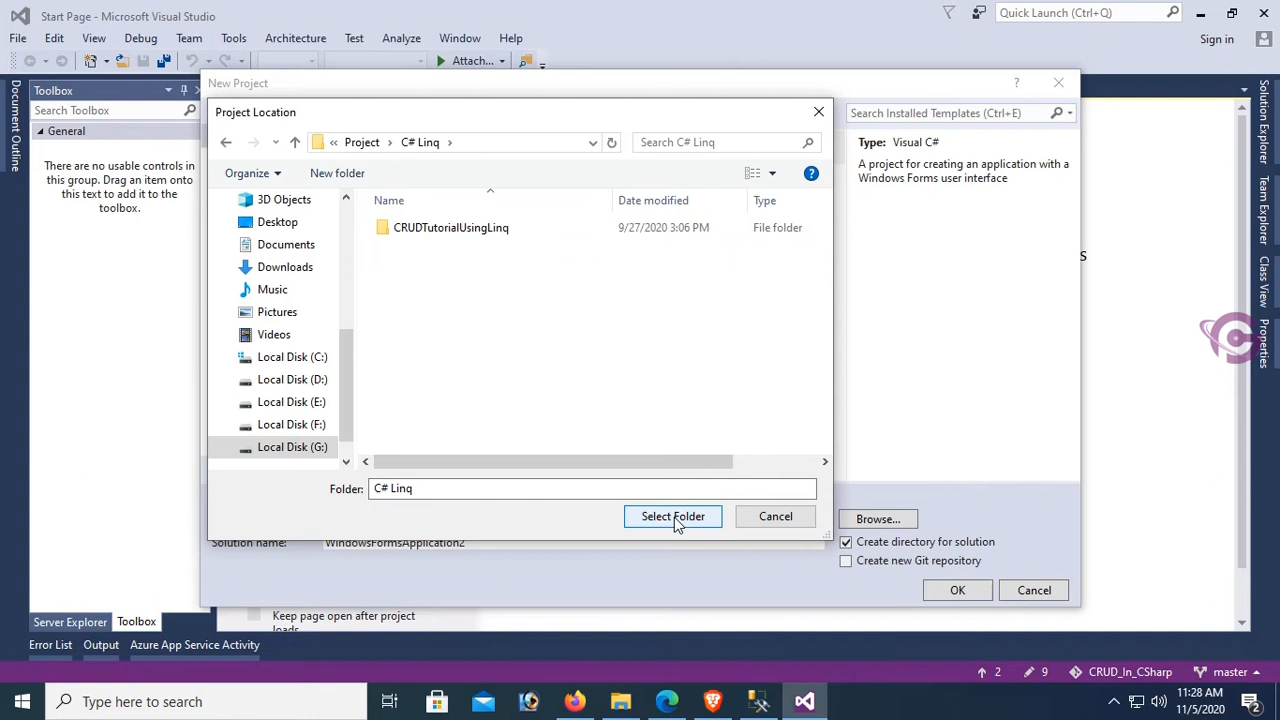 Start Page - Microsoft Visual Studio
Quick Launch (Ctrl+Q)
File Edit View Debug Team Tools Architecture Test Analyze Window Help
Sign in
Attach...
Document Outline
Toolbox
Search Toolbox
General
There are no usable controls in
this group. Drag an item onto
this text to add it to the
toolbox.
New Project
?
Project Location
Search Installed Templates (Ctrl+E)
Project C# Linq
Search C# Linq
Type: Visual C#
A project for creating an application with a
Windows Forms user interface
Organize New folder
?
Name Date modified Type
CRUDTutorialUsingLinq 9/27/2020 3:06 PM File folder
3D Objects
Desktop
Documents
Downloads
Music
Pictures
Videos
Local Disk (C:)
Local Disk (D:)
Local Disk (E:)
Local Disk (F:)
Local Disk (G:)
Folder: C# Linq
Select Folder Cancel
Browse...
Solution name: WindowsFormsApplication2
Create directory for solution
Create new Git repository
OK Cancel
s
Solution Explorer
Team Explorer
Class View
Properties
Keep page open after project
loads
Server Explorer Toolbox
Error List Output Azure App Service Activity
2 9 CRUD_In_CSharp master
Type here to search
11:28 AM
11/5/2020
2